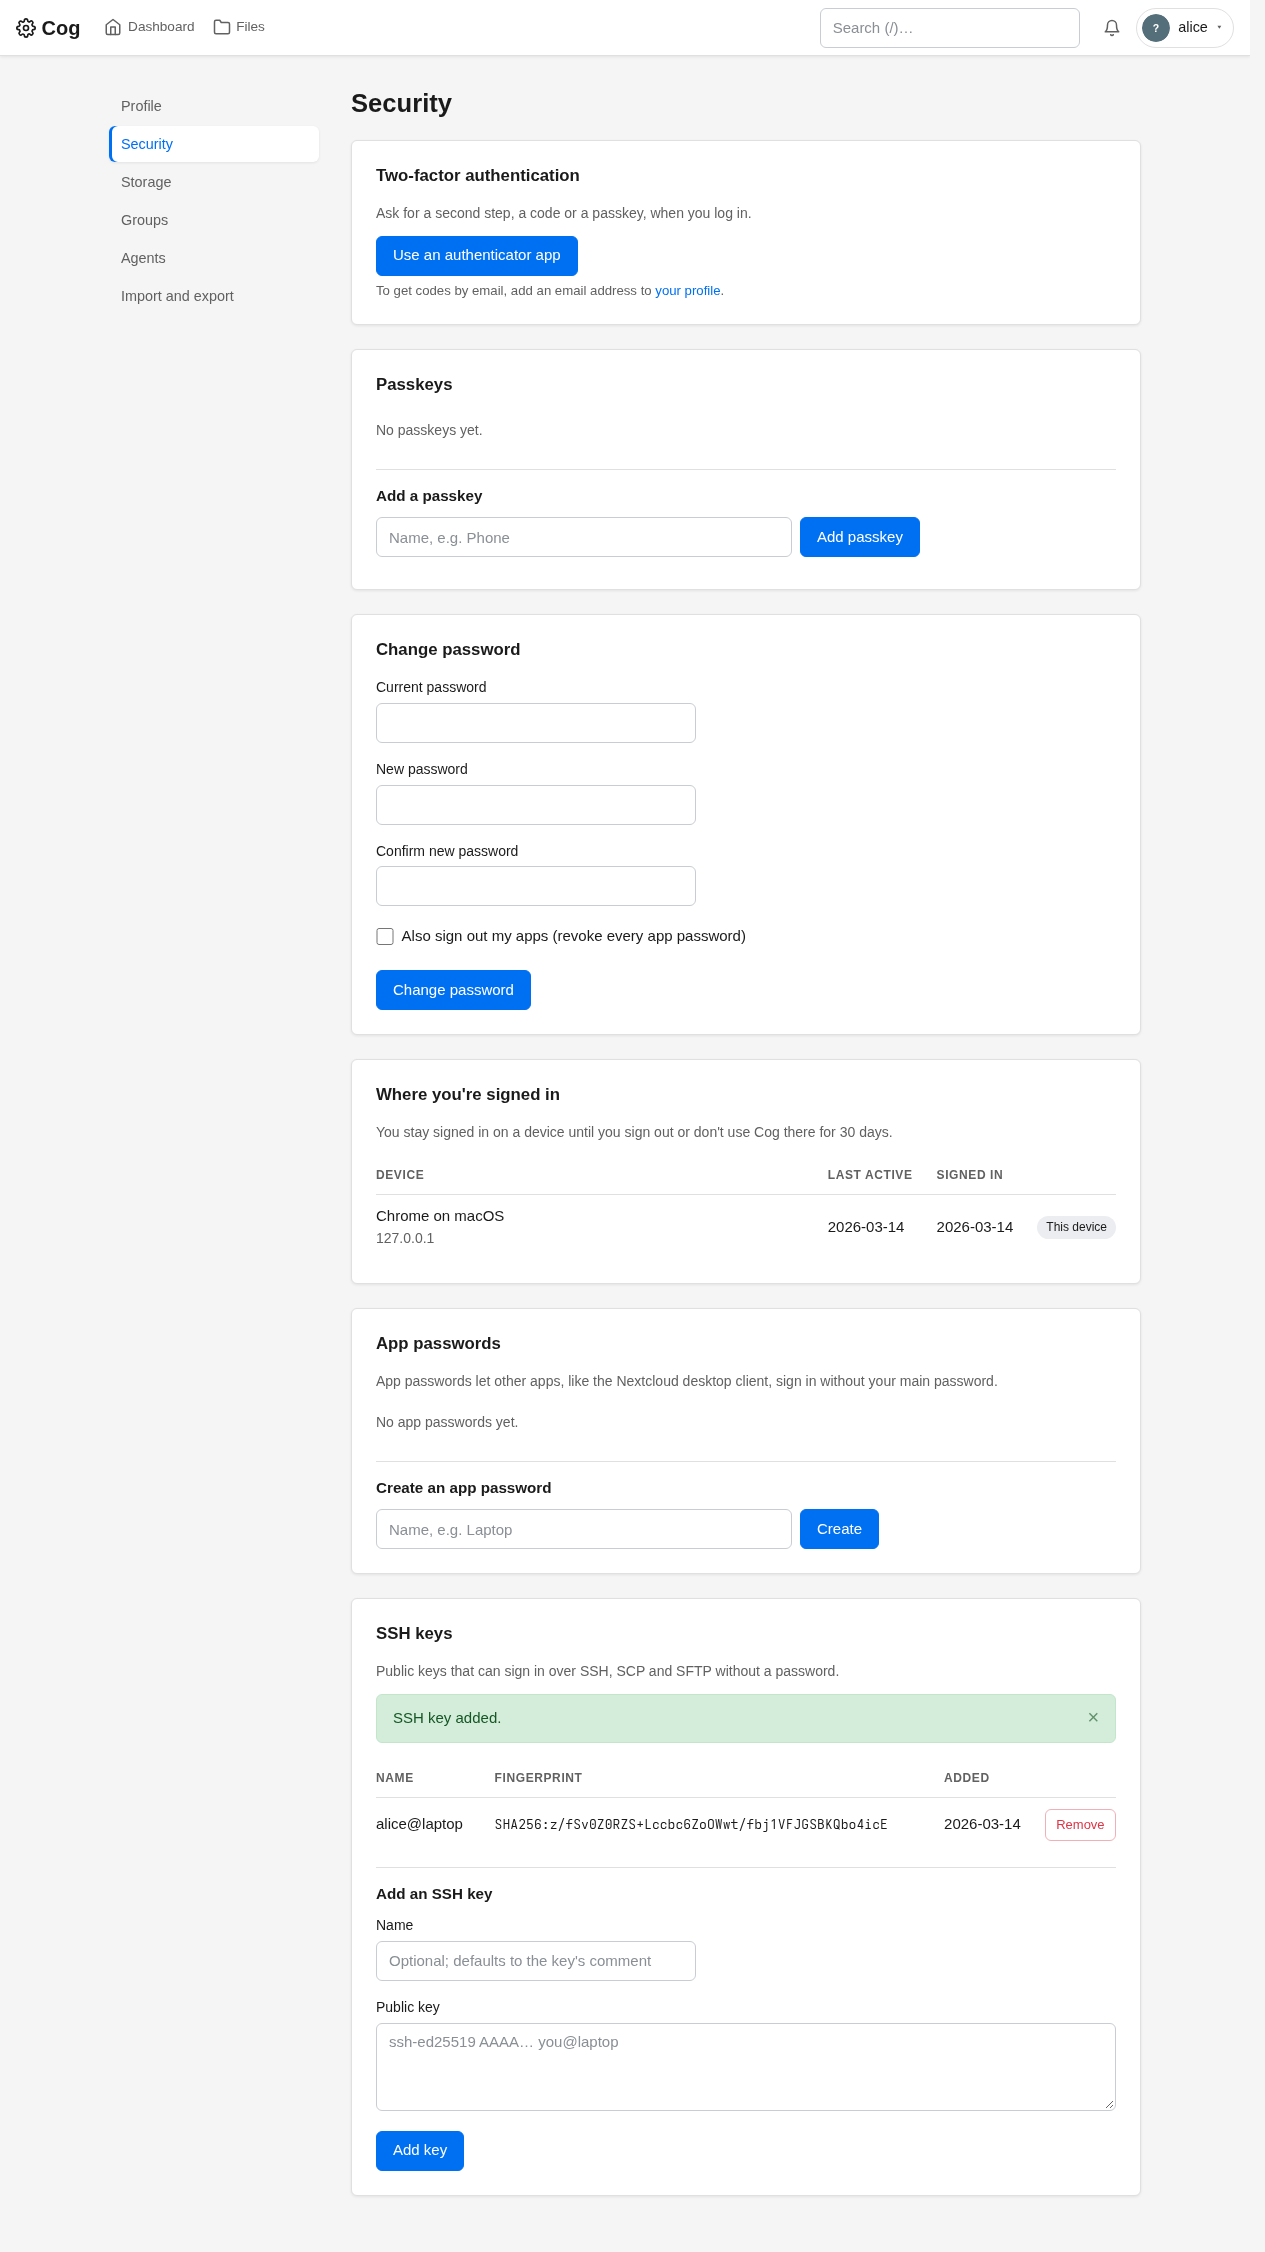 Cog Dashboard Files Search (/)… ? alice
Profile
Security
Storage
Groups
Agents
Import and export
Security
Two-factor authentication
Ask for a second step, a code or a passkey, when you log in.
Use an authenticator app
To get codes by email, add an email address to your profile.
Passkeys
No passkeys yet.
Add a passkey
Name, e.g. Phone Add passkey
Change password
Current password
New password
Confirm new password
Also sign out my apps (revoke every app password)
Change password
Where you're signed in
You stay signed in on a device until you sign out or don't use Cog there for 30 days.
DEVICE LAST ACTIVE SIGNED IN
Chrome on macOS
127.0.0.1
2026-03-14 2026-03-14 This device
App passwords
App passwords let other apps, like the Nextcloud desktop client, sign in without your main password.
No app passwords yet.
Create an app password
Name, e.g. Laptop Create
SSH keys
Public keys that can sign in over SSH, SCP and SFTP without a password.
SSH key added. ×
NAME FINGERPRINT ADDED
alice@laptop SHA256:z/fSv0Z0RZS+Lccbc6ZoOWwt/fbj1VFJGSBKQbo4icE 2026-03-14 Remove
Add an SSH key
Name
Optional; defaults to the key's comment
Public key
ssh-ed25519 AAAA… you@laptop
Add key